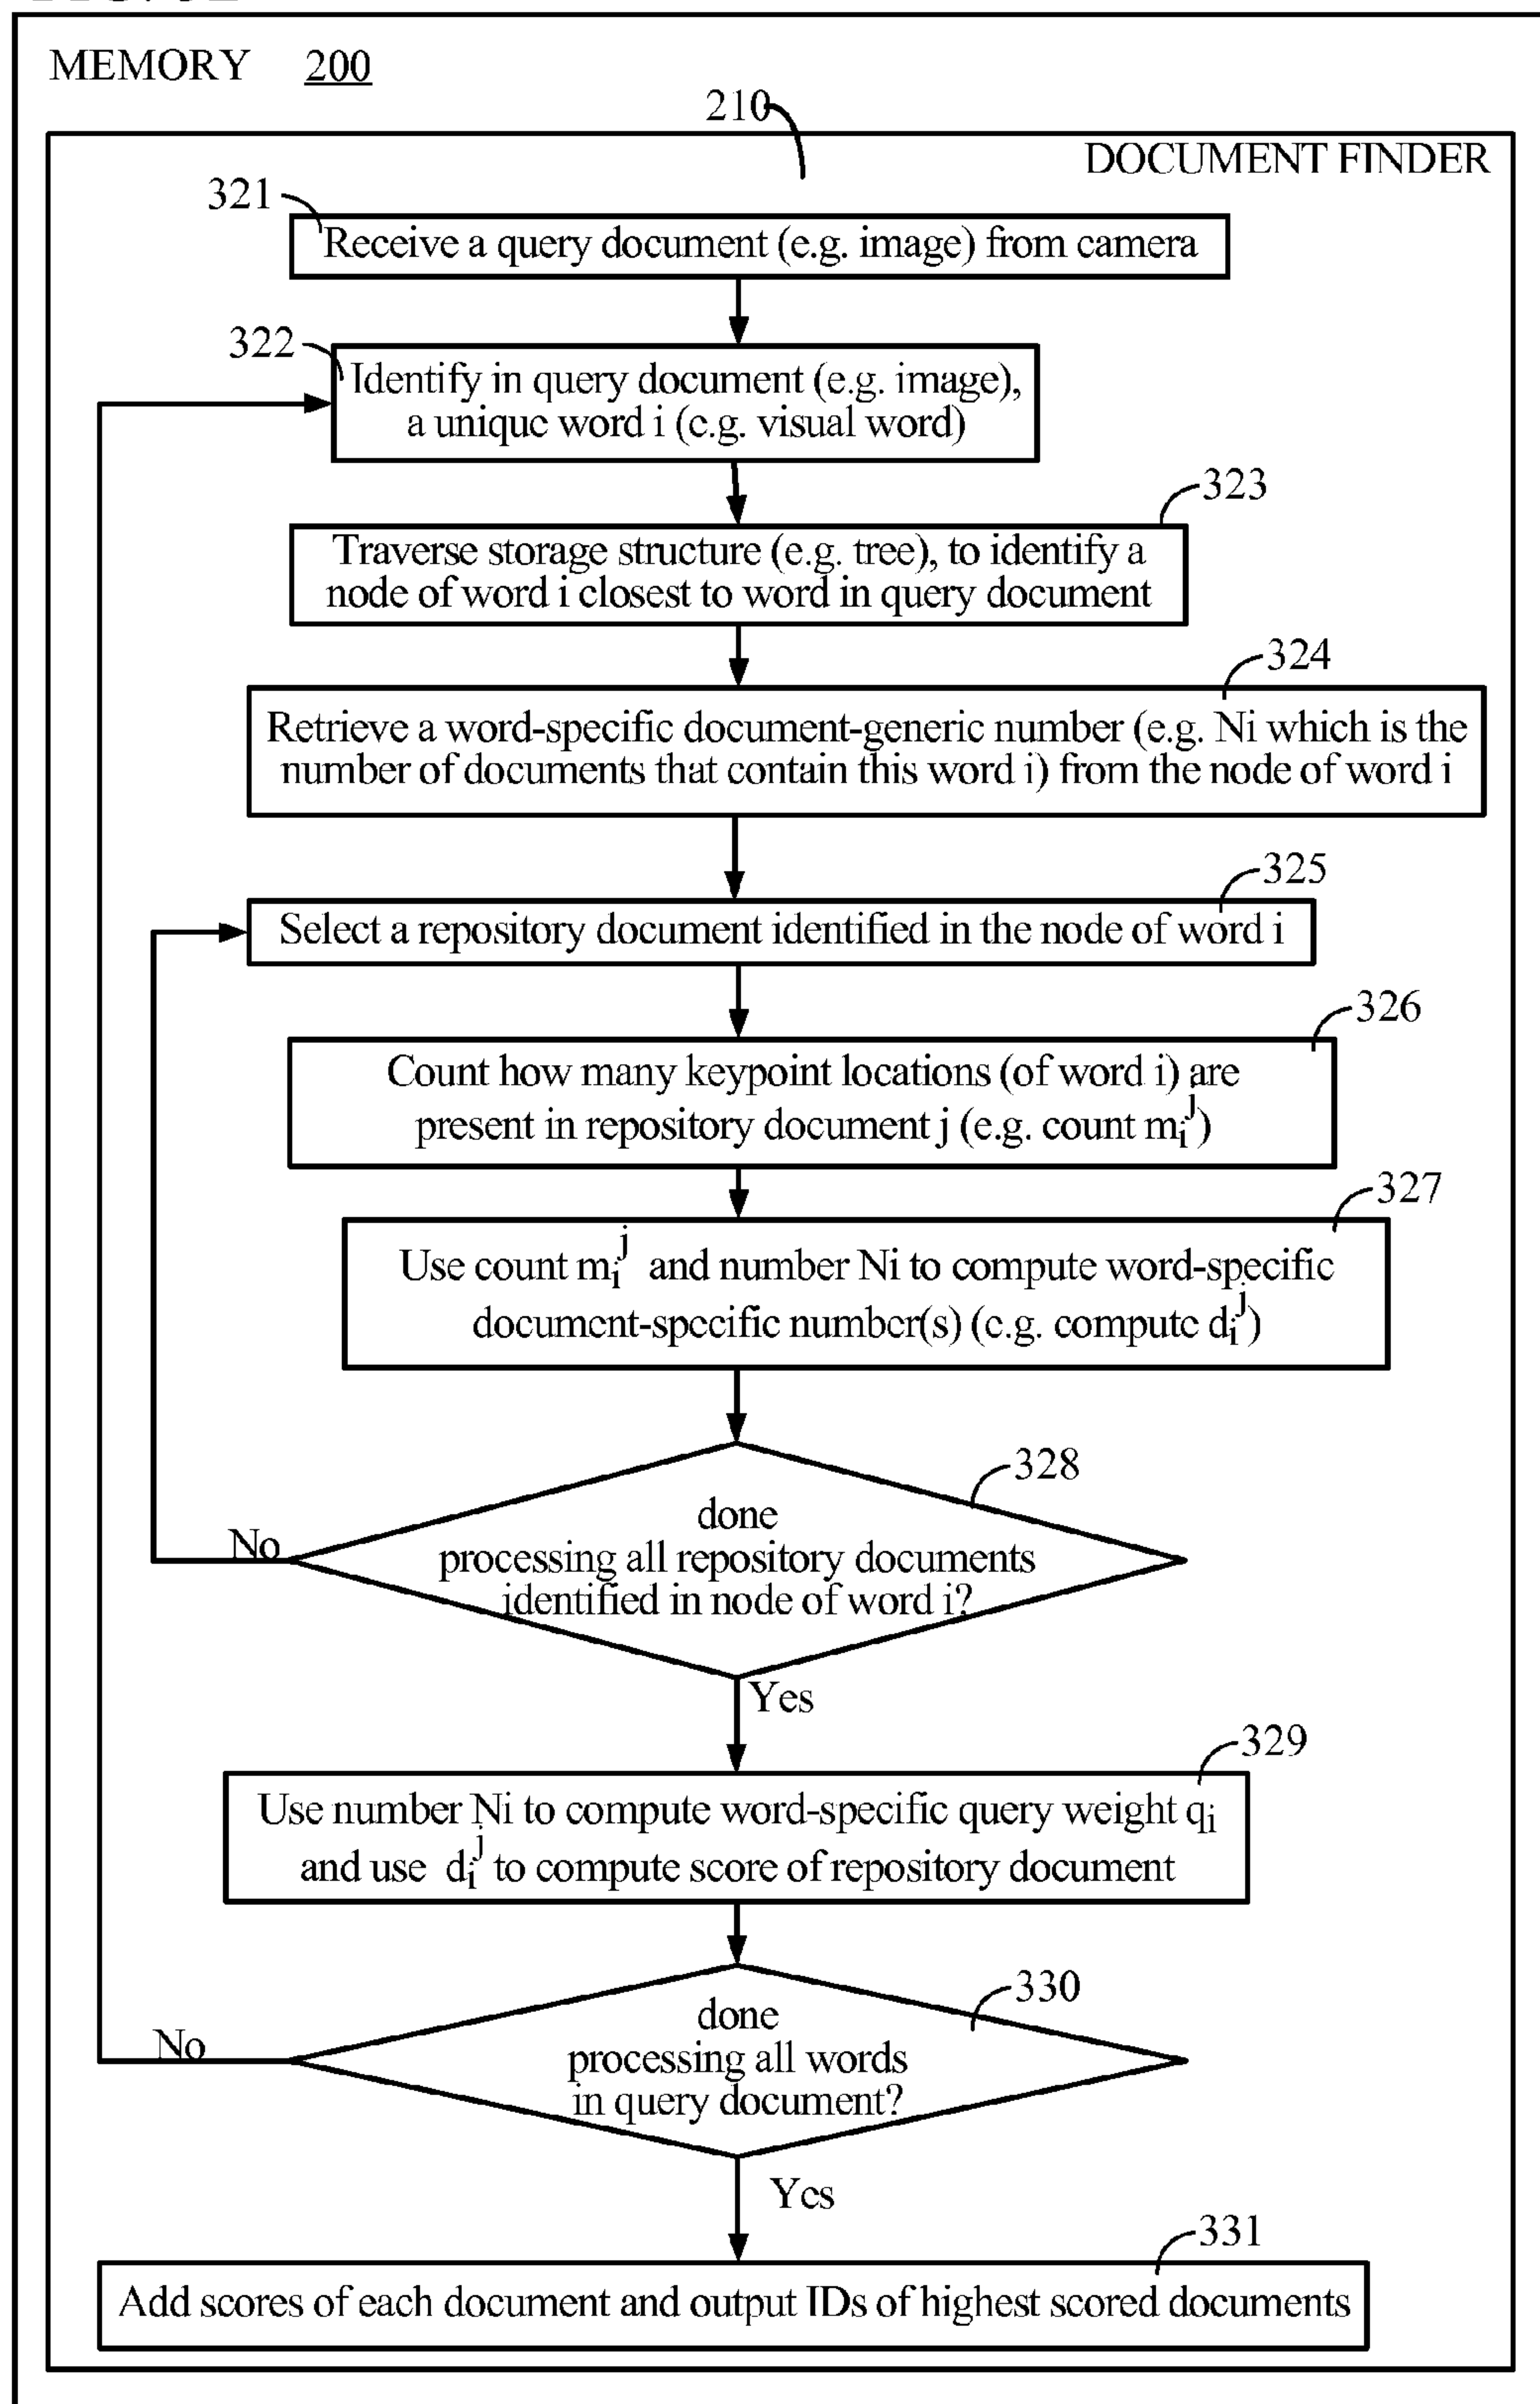 MEMORY 200
210
DOCUMENT FINDER
321
Receive a query document (e.g. image) from camera
322
Identify in query document (e.g. image),
a unique word i (e.g. visual word)
323
Traverse storage structure (e.g. tree), to identify a
node of word i closest to word in query document
324
Retrieve a word-specific document-generic number (e.g. Ni which is the
number of documents that contain this word i) from the node of word i
325
Select a repository document identified in the node of word i
326
Count how many keypoint locations (of word i) are
present in repository document j (e.g. count m_i^j)
327
Use count m_i^j and number Ni to compute word-specific
document-specific number(s) (e.g. compute d_i^j)
328
done
processing all repository documents
identified in node of word i?
No
Yes
329
Use number Ni to compute word-specific query weight q_i
and use d_i^j to compute score of repository document
330
done
processing all words
in query document?
No
Yes
331
Add scores of each document and output IDs of highest scored documents